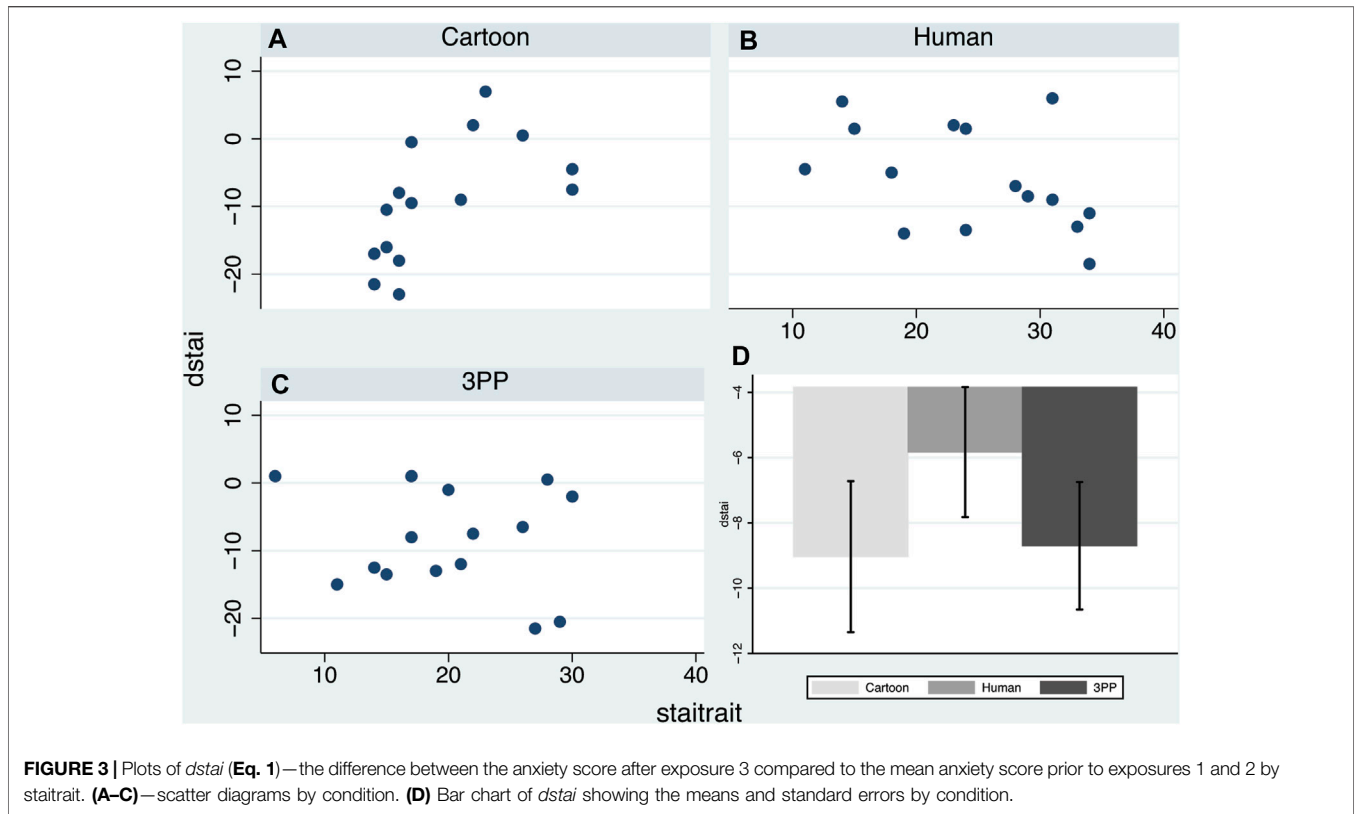 A Cartoon
10
0
−10
−20
B Human
10 20 30 40
dstai
C 3PP
10
0
−10
−20
10 20 30 40
staitrait
D
−4
−6
−8
−10
−12
dstai
Cartoon Human 3PP
FIGURE 3 | Plots of dstai (Eq. 1)—the difference between the anxiety score after exposure 3 compared to the mean anxiety score prior to exposures 1 and 2 by
staitrait. (A–C)—scatter diagrams by condition. (D) Bar chart of dstai showing the means and standard errors by condition.